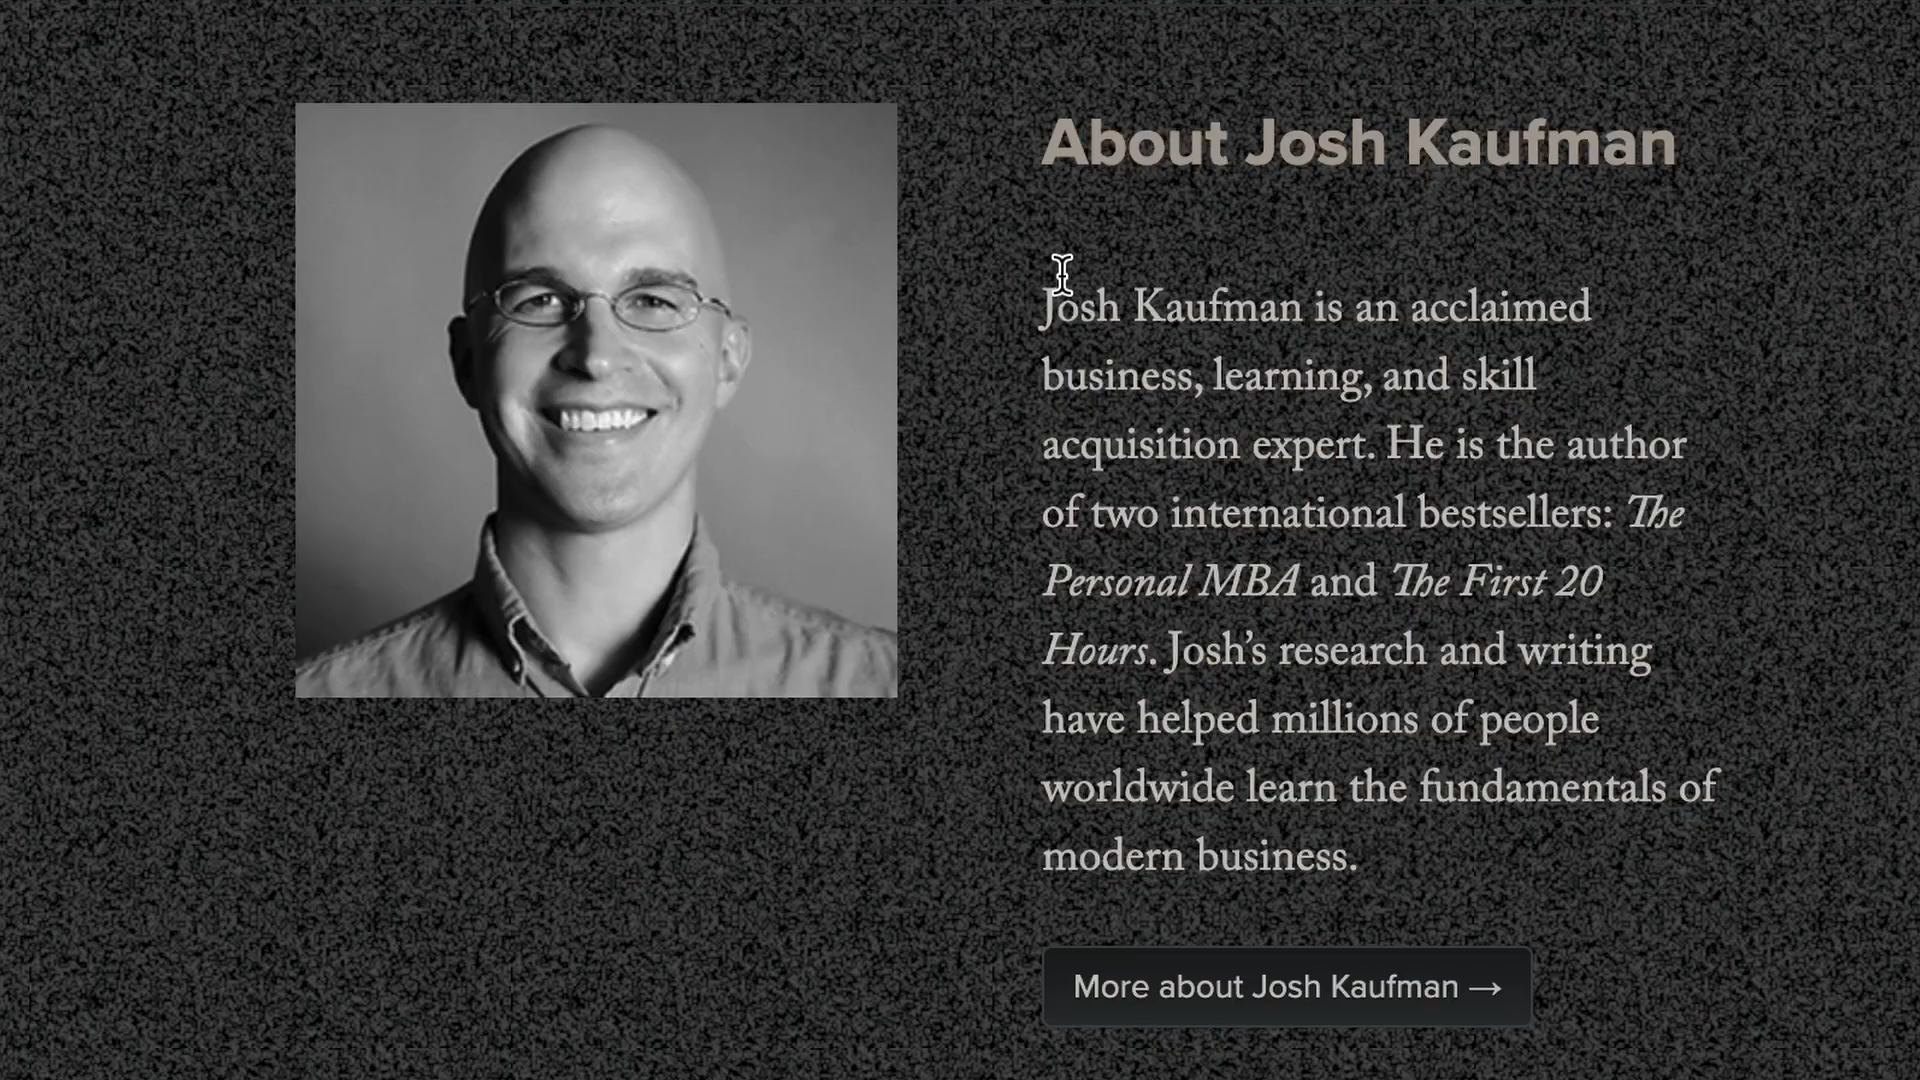 About Josh Kaufman
Josh Kaufman is an acclaimed
business, learning, and skill
acquisition expert. He is the author
of two international bestsellers: The
Personal MBA and The First 20
Hours. Josh’s research and writing
have helped millions of people
worldwide learn the fundamentals of
modern business.
More about Josh Kaufman →